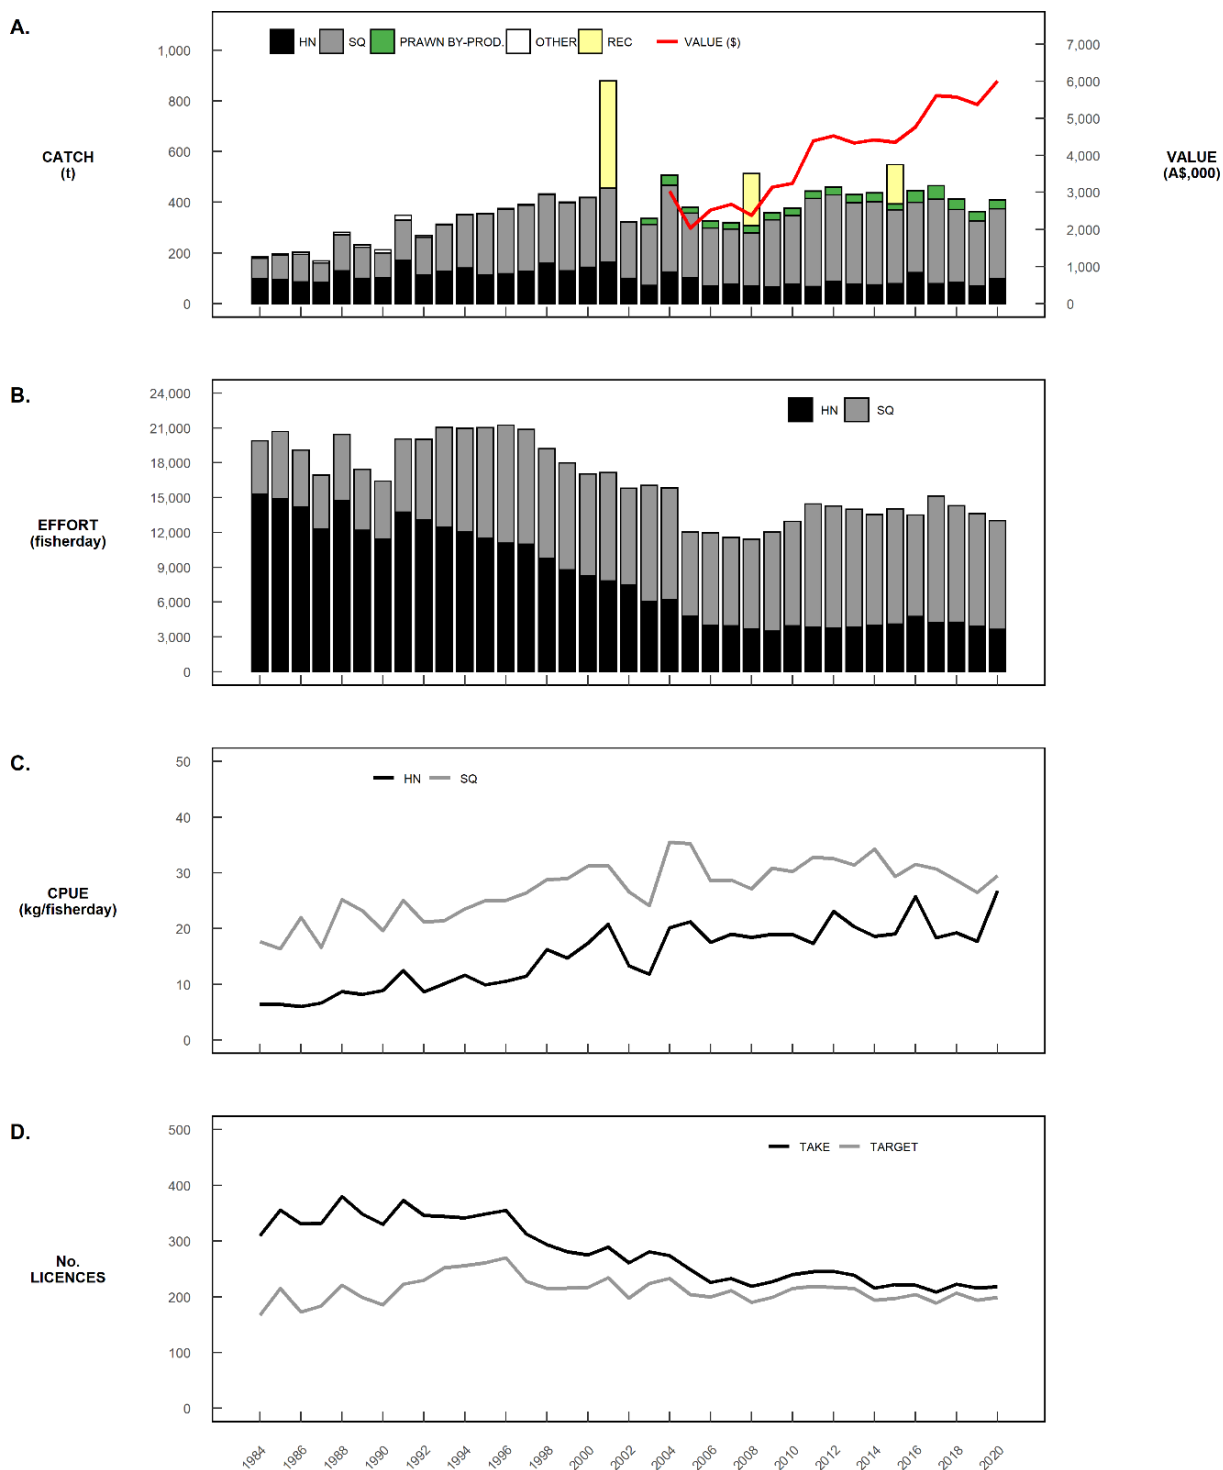 A.
HN SQ PRAWN BY-PROD. OTHER REC VALUE ($)
1,000
800
600
400
200
0
CATCH
(t)
7,000
6,000
5,000
4,000
3,000
2,000
1,000
0
VALUE
(A$,000)
B.
HN SQ
24,000
21,000
18,000
15,000
12,000
9,000
6,000
3,000
0
EFFORT
(fisherday)
C.
HN SQ
50
40
30
20
10
0
CPUE
(kg/fisherday)
D.
TAKE TARGET
500
400
300
200
100
0
No.
LICENCES
1984 1986 1988 1990 1992 1994 1996 1998 2000 2002 2004 2006 2008 2010 2012 2014 2016 2018 2020